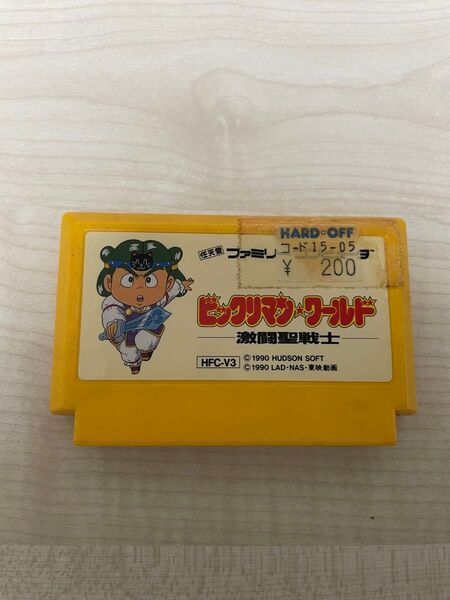 任天堂 ファミリ
HARD・OFF
コード15-05
¥ 200
ビックリマン★ワールド
激闘聖戦士
HFC-V3
© 1990 HUDSON SOFT
© 1990 LAD・NAS・東映動画